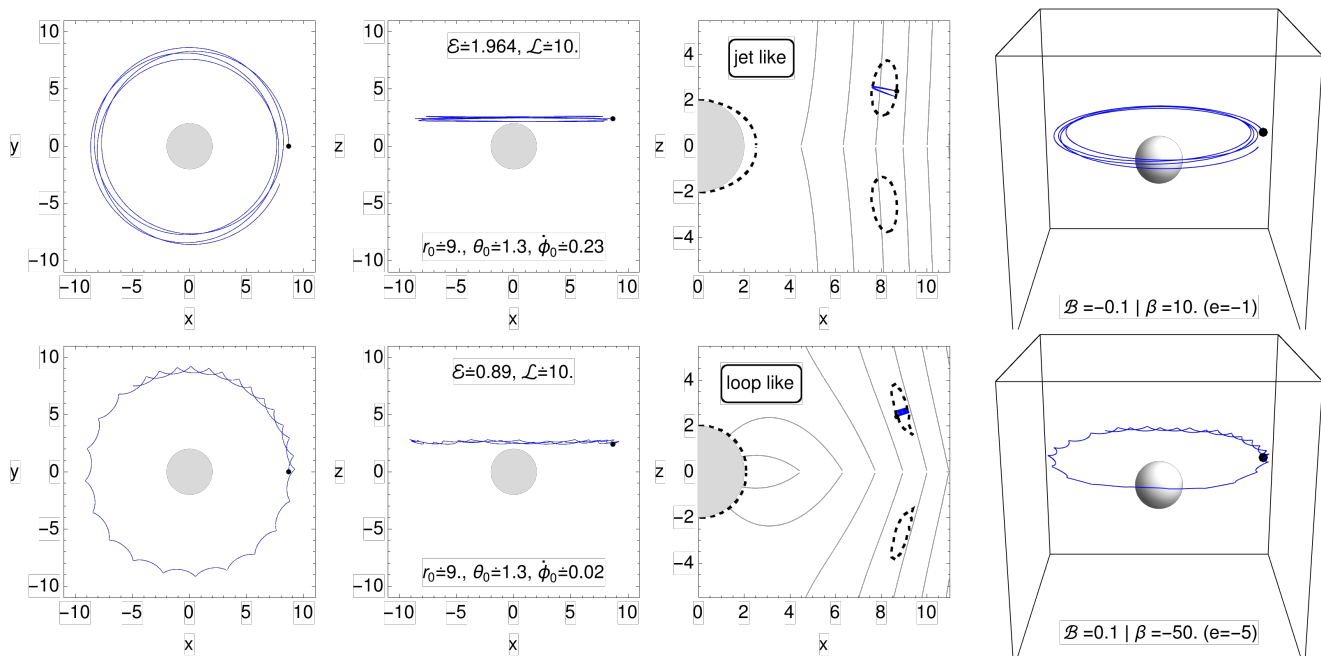 10
5
0
−5
−10
y
−10 −5 0 5 10
x
ℰ≐1.964, ℒ≐10.
10
5
0
−5
−10
z
r₀≐9., θ₀≐1.3, ϕ̇₀≐0.23
−10 −5 0 5 10
x
jet like
4
2
0
−2
−4
z
0 2 4 6 8 10
x
ℬ =−0.1 | β =10. (e=−1)
10
5
0
−5
−10
y
−10 −5 0 5 10
x
ℰ≐0.89, ℒ≐10.
10
5
0
−5
−10
z
r₀≐9., θ₀≐1.3, ϕ̇₀≐0.02
−10 −5 0 5 10
x
loop like
4
2
0
−2
−4
z
0 2 4 6 8 10
x
ℬ =0.1 | β =−50. (e=−5)